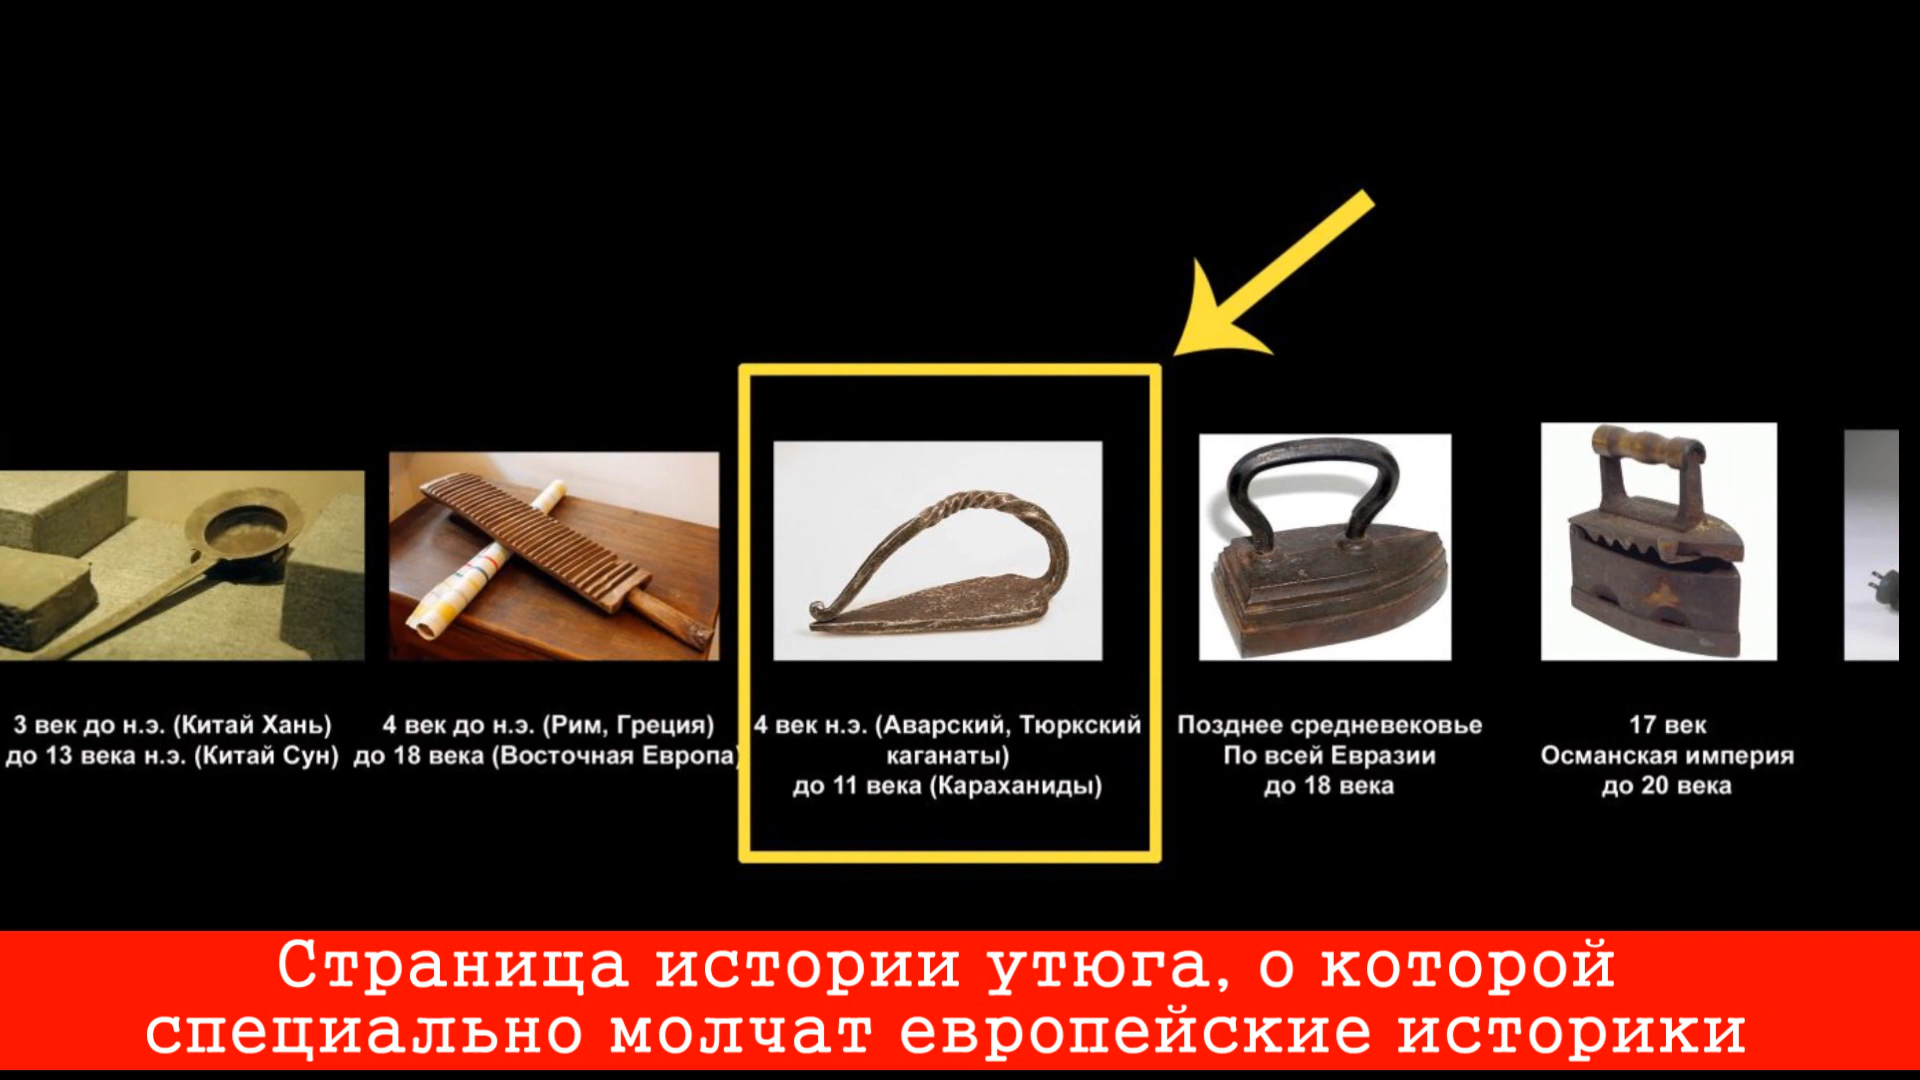 3 век до н.э. (Китай Хань)
до 13 века н.э. (Китай Сун)
4 век до н.э. (Рим, Греция)
до 18 века (Восточная Европа)
4 век н.э. (Аварский, Тюркский
каганаты)
до 11 века (Караханиды)
Позднее средневековье
По всей Евразии
до 18 века
17 век
Османская империя
до 20 века
Страница истории утюга, о которой
специально молчат европейские историки